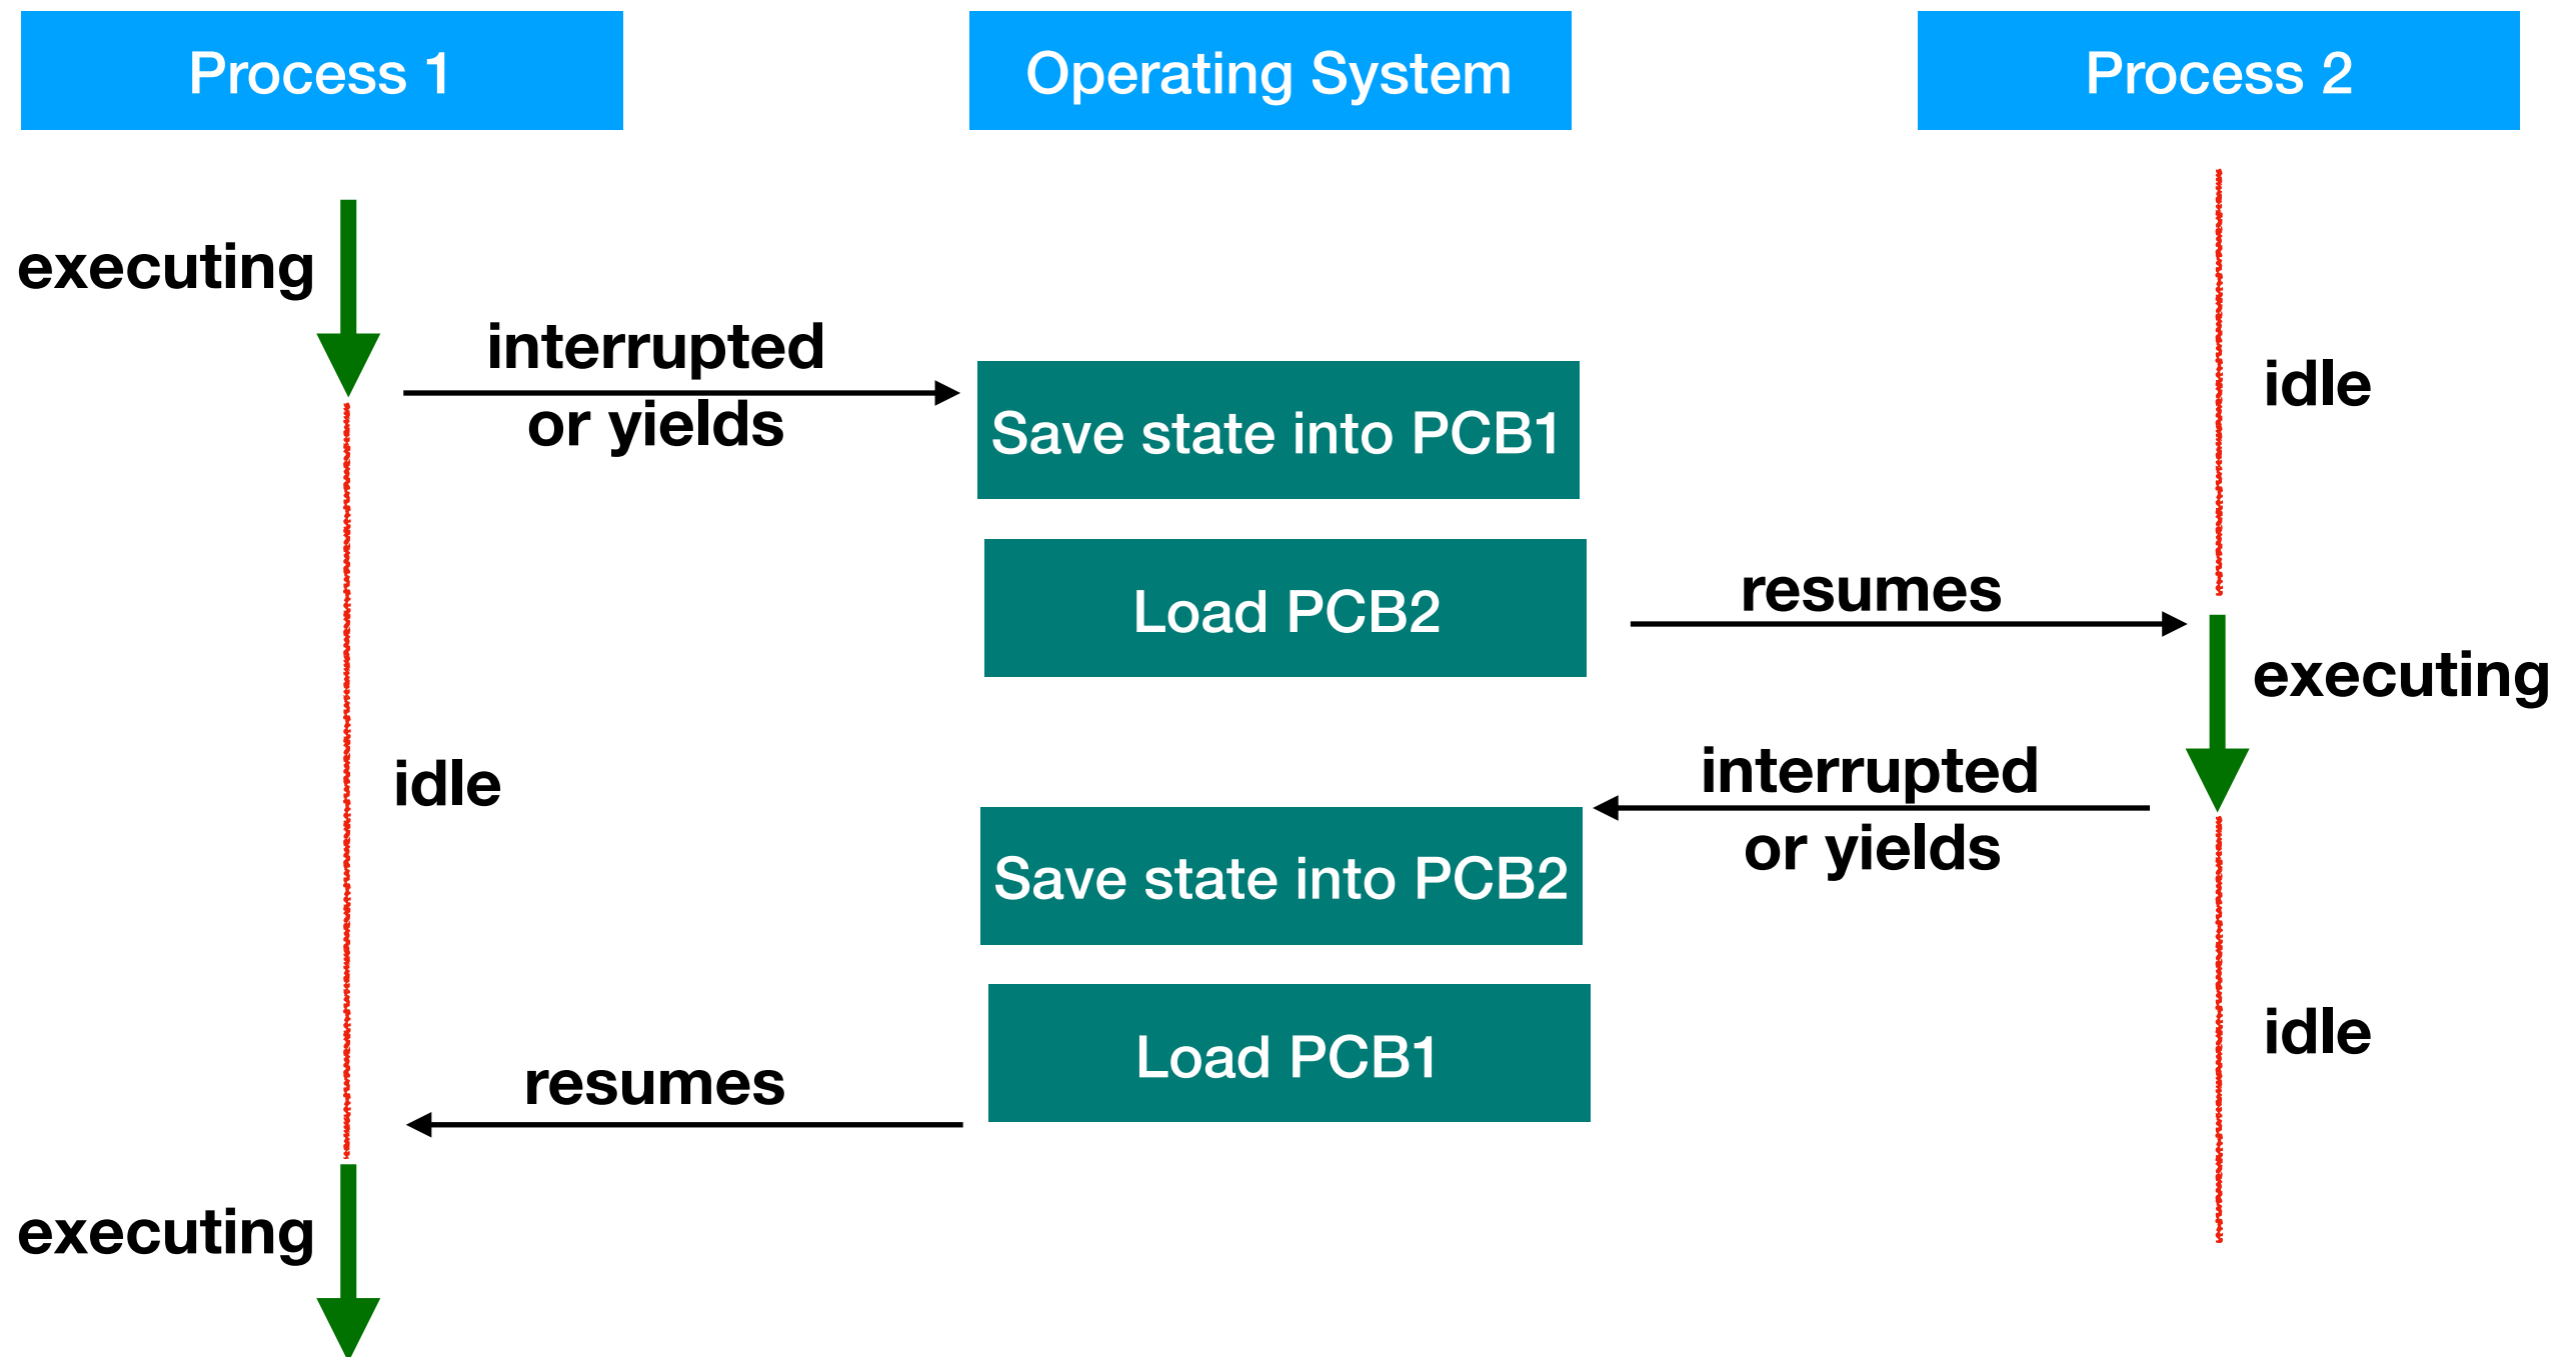 Process 1
Operating System
Process 2
executing
interrupted
or yields
idle
Save state into PCB1
Load PCB2
resumes
executing
interrupted
or yields
idle
Save state into PCB2
Load PCB1
idle
resumes
executing